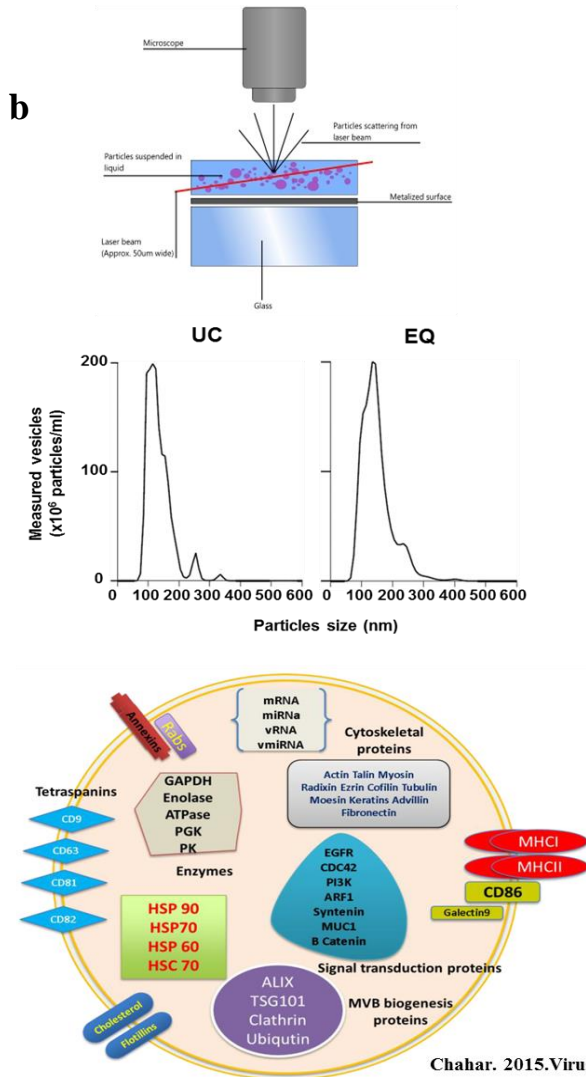 b
Microscope
Particles scattering from
laser beam
Particles suspended in
liquid
Metalized surface
Laser beam
(Approx. 50um wide)
Glass
UC
EQ
Measured vesicles
(x10⁶ particles/ml)
200
100
0
0 100 200 300 400 500 600
0 100 200 300 400 500 600
Particles size (nm)
Annexins
Rabs
mRNA
miRNa
vRNA
vmiRNA
Cytoskeletal
proteins
Actin Talin Myosin
Radixin Ezrin Cofilin Tubulin
Moesin Keratins Advillin
Fibronectin
Tetraspanins
CD9
CD63
CD81
CD82
GAPDH
Enolase
ATPase
PGK
PK
Enzymes
EGFR
CDC42
PI3K
ARF1
Syntenin
MUC1
B Catenin
Signal transduction proteins
MHCI
MHCII
CD86
Galectin9
HSP 90
HSP70
HSP 60
HSC 70
ALIX
TSG101
Clathrin
Ubiqutin
MVB biogenesis
proteins
Cholesterol
Flotillins
Chahar. 2015.Viru